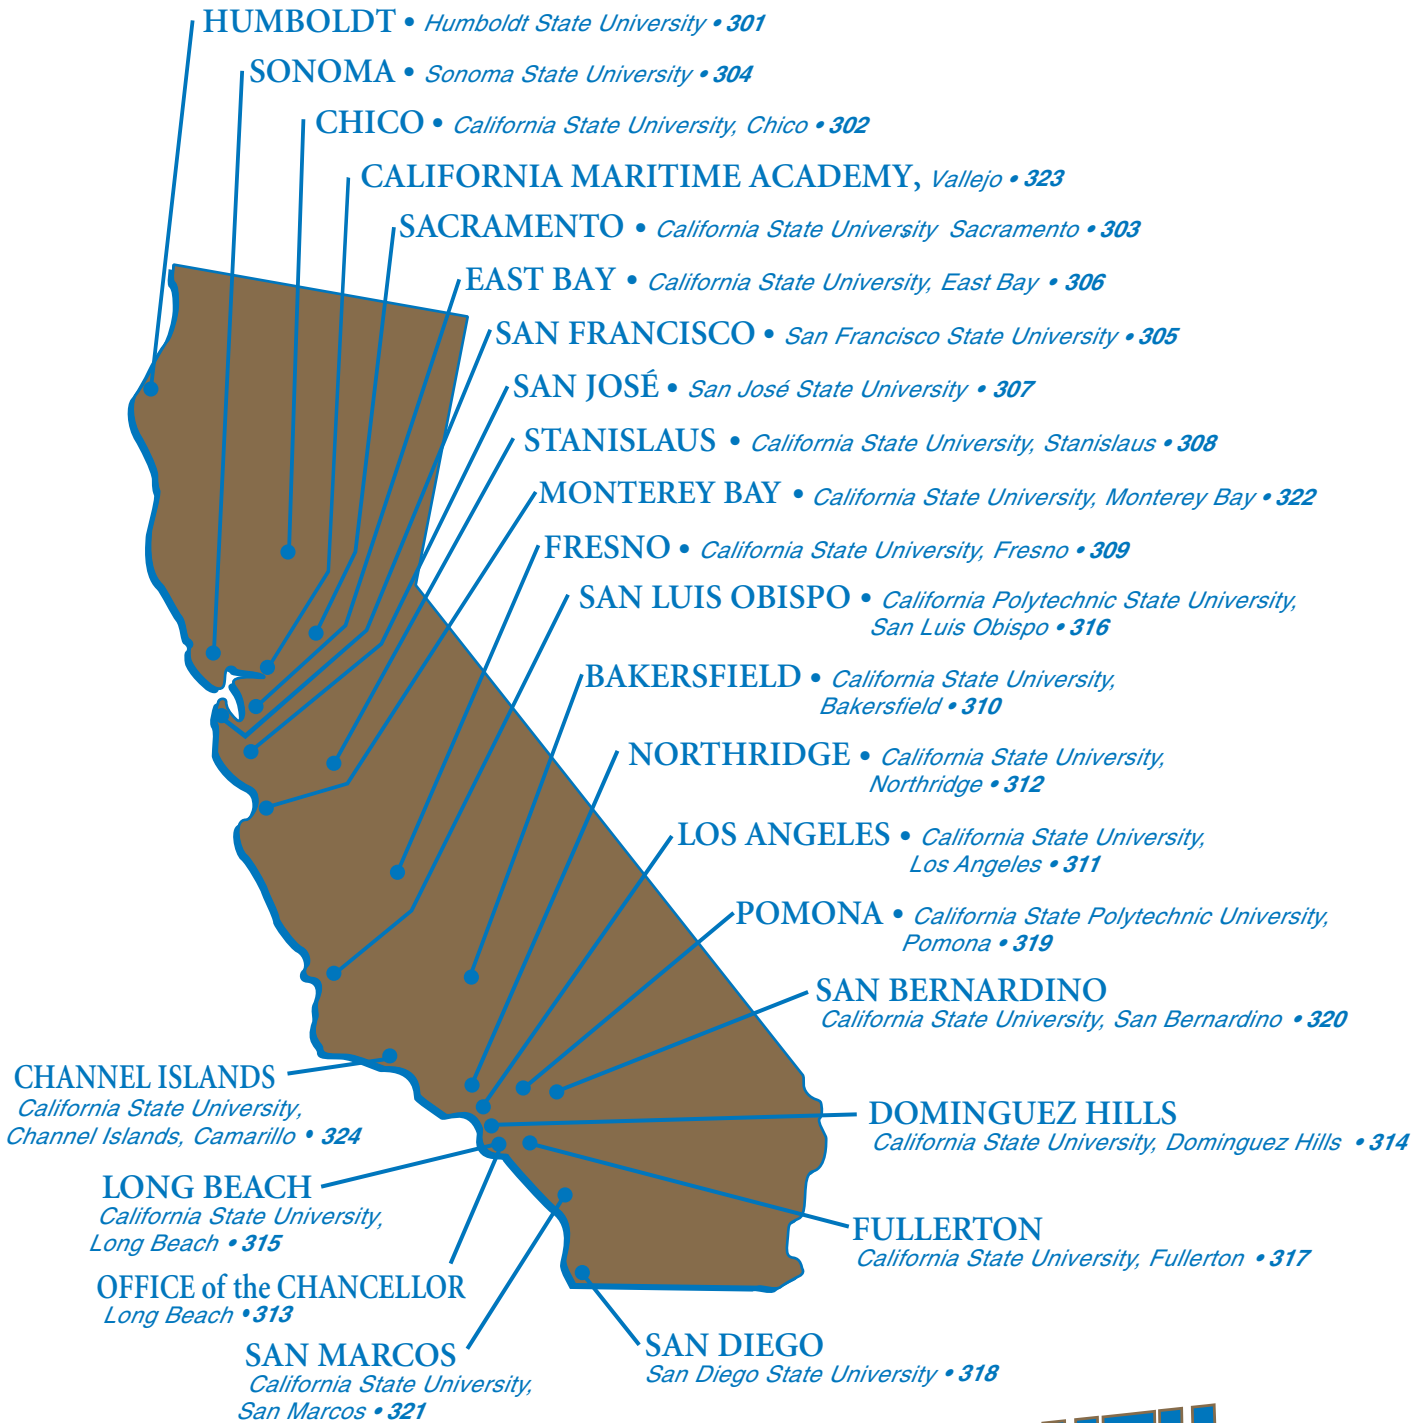 HUMBOLDT • Humboldt State University • 301
SONOMA • Sonoma State University • 304
CHICO • California State University, Chico • 302
CALIFORNIA MARITIME ACADEMY, Vallejo • 323
SACRAMENTO • California State University Sacramento • 303
EAST BAY • California State University, East Bay • 306
SAN FRANCISCO • San Francisco State University • 305
SAN JOSÉ • San José State University • 307
STANISLAUS • California State University, Stanislaus • 308
MONTEREY BAY • California State University, Monterey Bay • 322
FRESNO • California State University, Fresno • 309
SAN LUIS OBISPO • California Polytechnic State University,
San Luis Obispo • 316
BAKERSFIELD • California State University,
Bakersfield • 310
NORTHRIDGE • California State University,
Northridge • 312
LOS ANGELES • California State University,
Los Angeles • 311
POMONA • California State Polytechnic University,
Pomona • 319
SAN BERNARDINO
California State University, San Bernardino • 320
CHANNEL ISLANDS
California State University,
Channel Islands, Camarillo • 324
DOMINGUEZ HILLS
California State University, Dominguez Hills • 314
LONG BEACH
California State University,
Long Beach • 315
FULLERTON
California State University, Fullerton • 317
OFFICE of the CHANCELLOR
Long Beach • 313
SAN MARCOS
California State University,
San Marcos • 321
SAN DIEGO
San Diego State University • 318